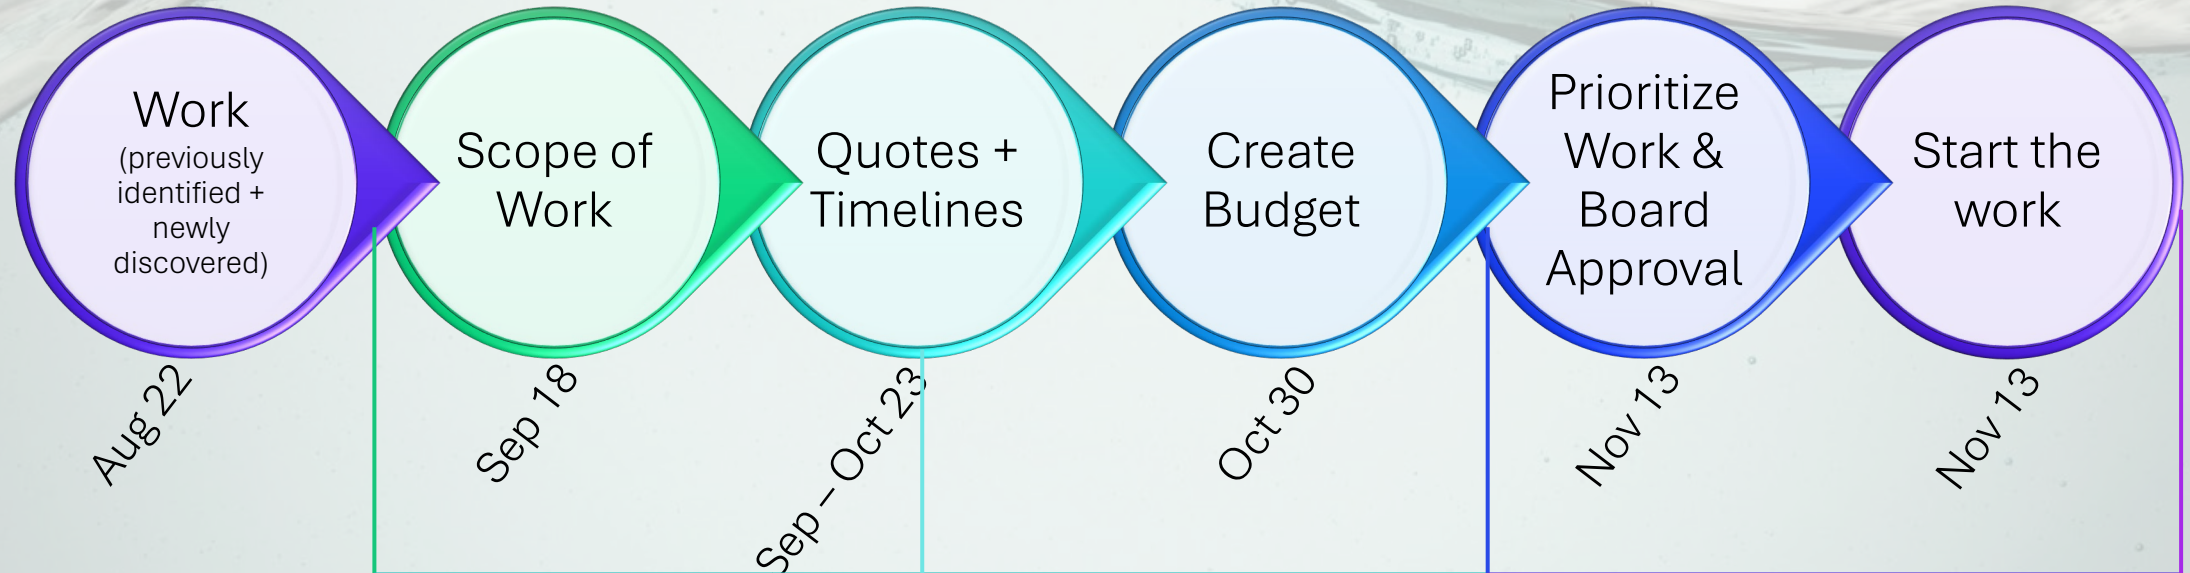 Work
(previously
identified +
newly
discovered)
Scope of
Work
Quotes +
Timelines
Create
Budget
Prioritize
Work &
Board
Approval
Start the
work
Aug 22
Sep 18
Sep – Oct 23
Oct 30
Nov 13
Nov 13